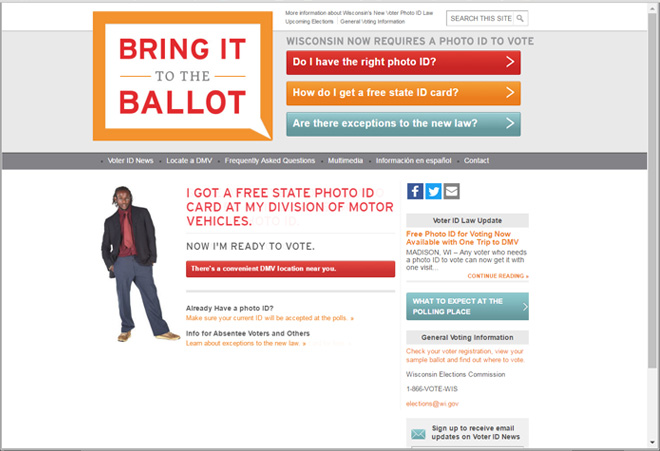 More information about Wisconsin's New Voter Photo ID Law
Upcoming Elections | General Voting Information
SEARCH THIS SITE
BRING IT
TO THE
BALLOT
WISCONSIN NOW REQUIRES A PHOTO ID TO VOTE
Do I have the right photo ID?
How do I get a free state ID card?
Are there exceptions to the new law?
Voter ID News
Locate a DMV
Frequently Asked Questions
Multimedia
Información en español
Contact
I GOT A FREE STATE PHOTO ID
CARD AT MY DIVISION OF MOTOR
VEHICLES.
NOW I'M READY TO VOTE.
There's a convenient DMV location near you.
Already Have a photo ID?
Make sure your current ID will be accepted at the polls. »
Info for Absentee Voters and Others
Learn about exceptions to the new law »
Voter ID Law Update
Free Photo ID for Voting Now
Available with One Trip to DMV
MADISON, WI – Any voter who needs
a photo ID to vote can now get it with
one visit...
CONTINUE READING »
WHAT TO EXPECT AT THE
POLLING PLACE
General Voting Information
Check your voter registration, view your
sample ballot and find out where to vote.
Wisconsin Elections Commission
1-866-VOTE-WIS
elections@wi.gov
Sign up to receive email
updates on Voter ID News